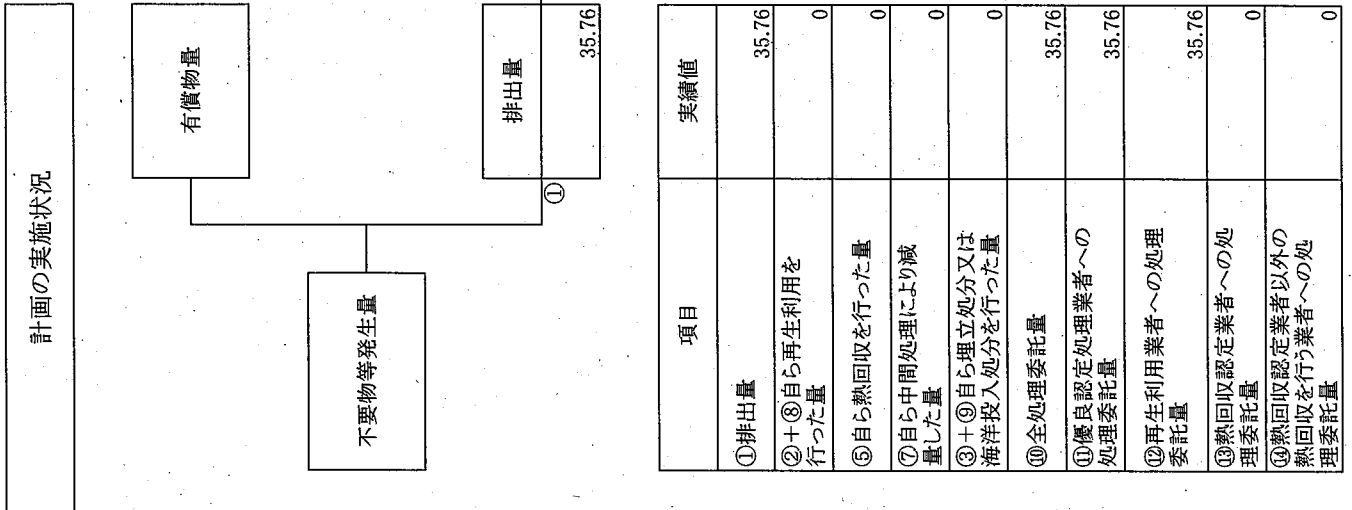 計画の実施状況
有償物量
不要物等発生量
排出量
①
35.76
項目
実績値
①排出量
35.76
②+⑧自ら再生利用を
行った量
0
⑤自ら熱回収を行った量
0
⑦自ら中間処理により減
量した量
0
③+⑨自ら埋立処分又は
海洋投入処分を行った量
0
⑩全処理委託量
35.76
⑪優良認定処理業者への
処理委託量
35.76
⑫再生利用業者への処理
委託量
35.76
⑬熱回収認定業者への処
理委託量
0
⑭熱回収認定業者以外の
熱回収を行う業者への処
理委託量
0